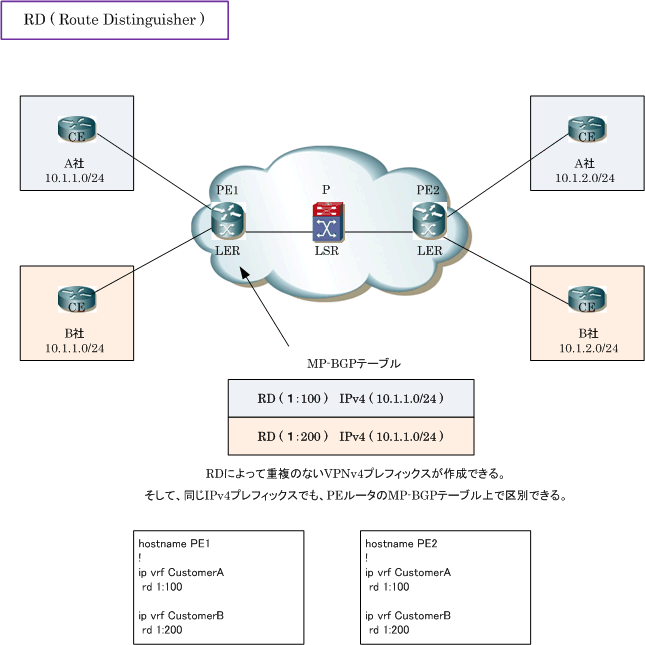 RD ( Route Distinguisher )
CE
A社
10.1.1.0/24
CE
A社
10.1.2.0/24
PE1
P
PE2
LER
LSR
LER
CE
B社
10.1.1.0/24
CE
B社
10.1.2.0/24
MP-BGPテーブル
RD ( 1:100 ) IPv4 ( 10.1.1.0/24 )
RD ( 1:200 ) IPv4 ( 10.1.1.0/24 )
RDによって重複のないVPNv4プレフィックスが作成できる。
そして、同じIPv4プレフィックスでも、PEルータのMP-BGPテーブル上で区別できる。
hostname PE1
!
ip vrf CustomerA
rd 1:100
ip vrf CustomerB
rd 1:200
hostname PE2
!
ip vrf CustomerA
rd 1:100
ip vrf CustomerB
rd 1:200